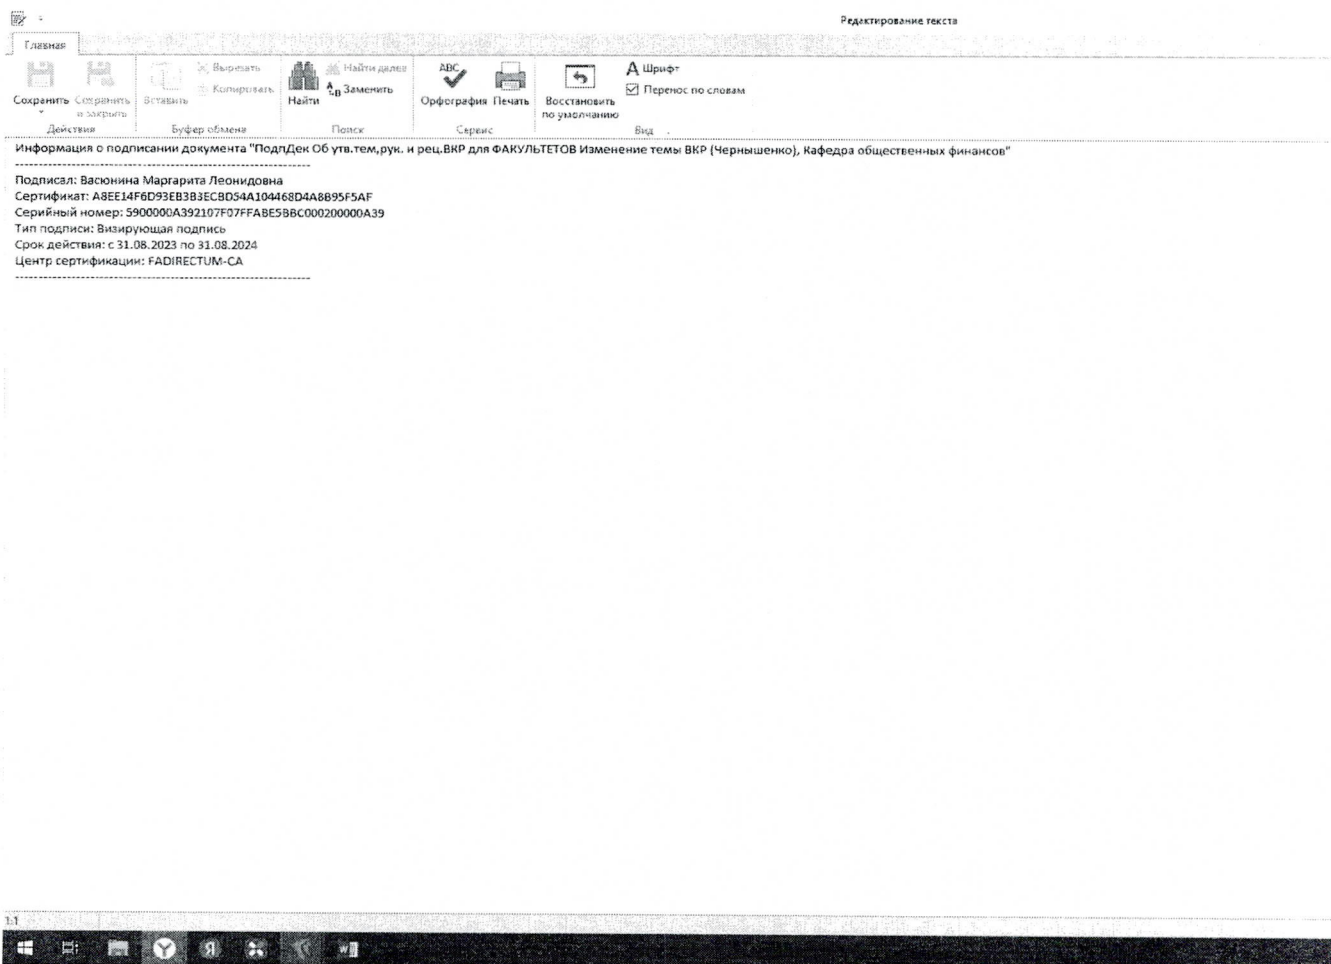 Редактирование текста
Главная
Вырезать
Найти далее
ABC
Шрифт
Копировать
Заменить
Перенос по словам
Сохранить Сохранить и закрыть
Вставить
Найти
Орфография Печать
Восстановить по умолчанию
Действия
Буфер обмена
Поиск
Сервис
Вид
Информация о подписании документа "ПодпДек Об утв.тем,рук. и рец.ВКР для ФАКУЛЬТЕТОВ Изменение темы ВКР (Чернышенко), Кафедра общественных финансов"
------------------------------------------------------------
Подписал: Васюнина Маргарита Леонидовна
Сертификат: A8EE14F6D93EB3B3ECBD54A104468D4A8B95F5AF
Серийный номер: 5900000A392107F07FFABE5BBC000200000A39
Тип подписи: Визирующая подпись
Срок действия: с 31.08.2023 по 31.08.2024
Центр сертификации: FADIRECTUM-CA
------------------------------------------------------------
1:1